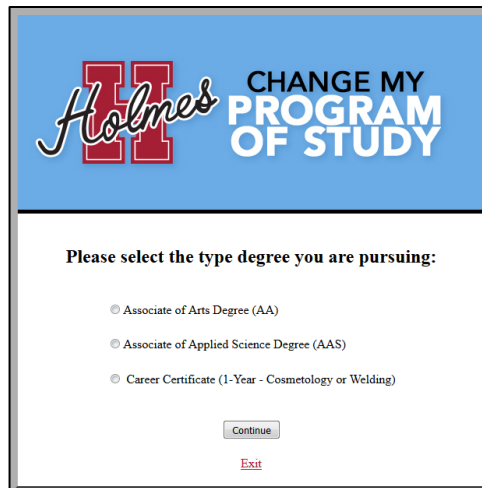 H
Holmes
CHANGE MY
PROGRAM
OF STUDY
Please select the type degree you are pursuing:
Associate of Arts Degree (AA)
Associate of Applied Science Degree (AAS)
Career Certificate (1-Year - Cosmetology or Welding)
Continue
Exit